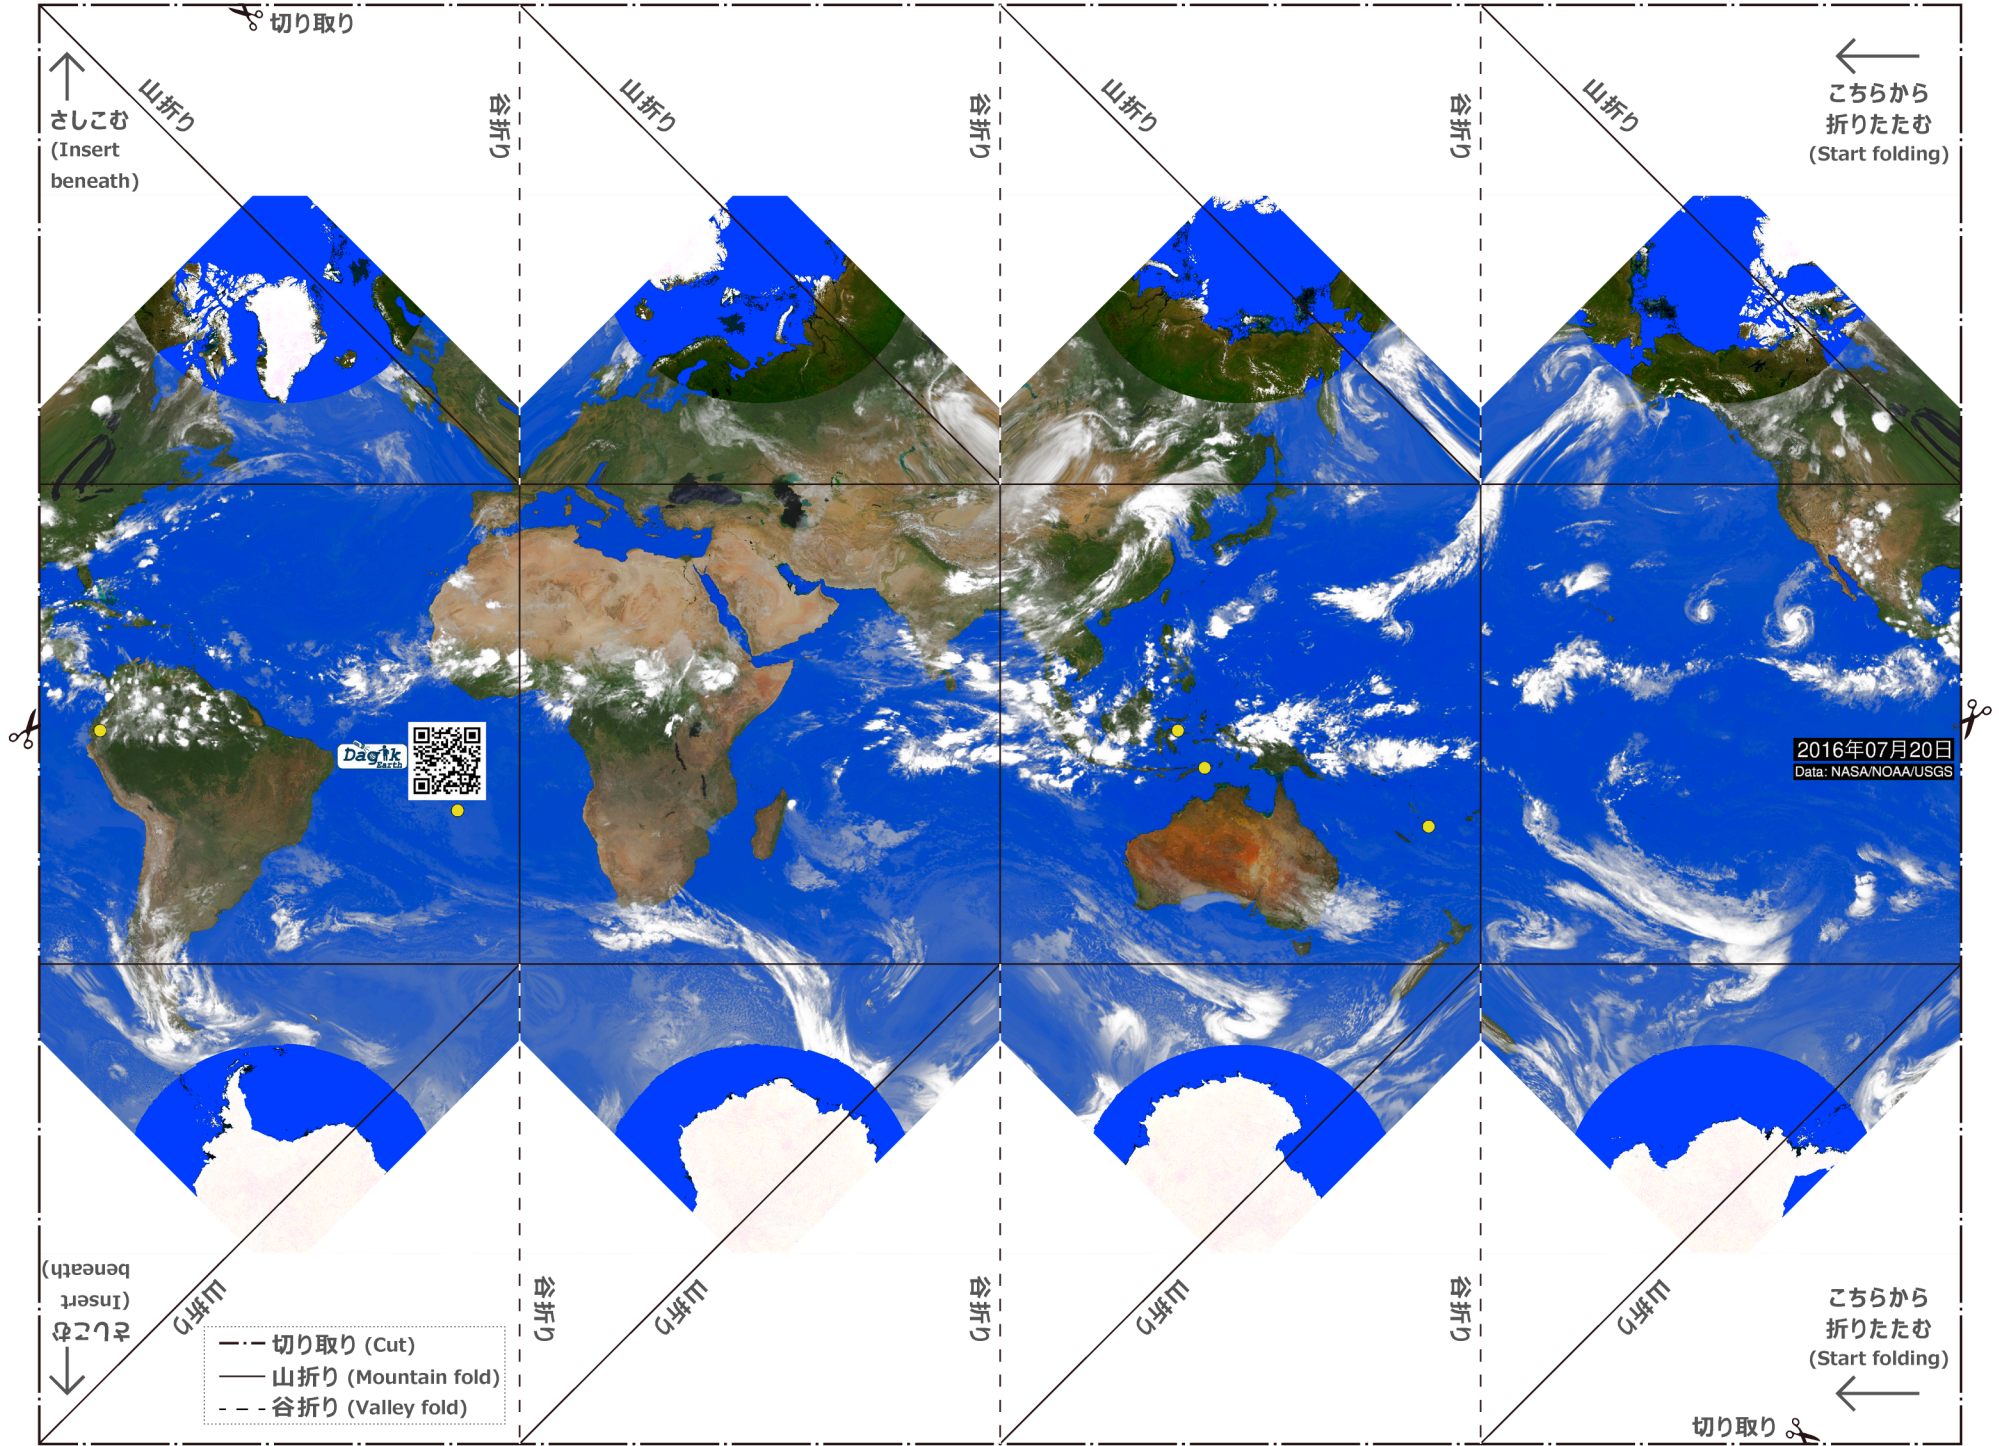 切り取り
さしこむ
(Insert
beneath)
山折り
谷折り
山折り
谷折り
山折り
谷折り
山折り
こちらから
折りたたむ
(Start folding)
Dagik
Earth
2016年07月20日
Data: NASA/NOAA/USGS
さしこむ
(Insert
beneath)
山折り
谷折り
山折り
谷折り
山折り
谷折り
山折り
こちらから
折りたたむ
(Start folding)
切り取り (Cut)
山折り (Mountain fold)
谷折り (Valley fold)
切り取り